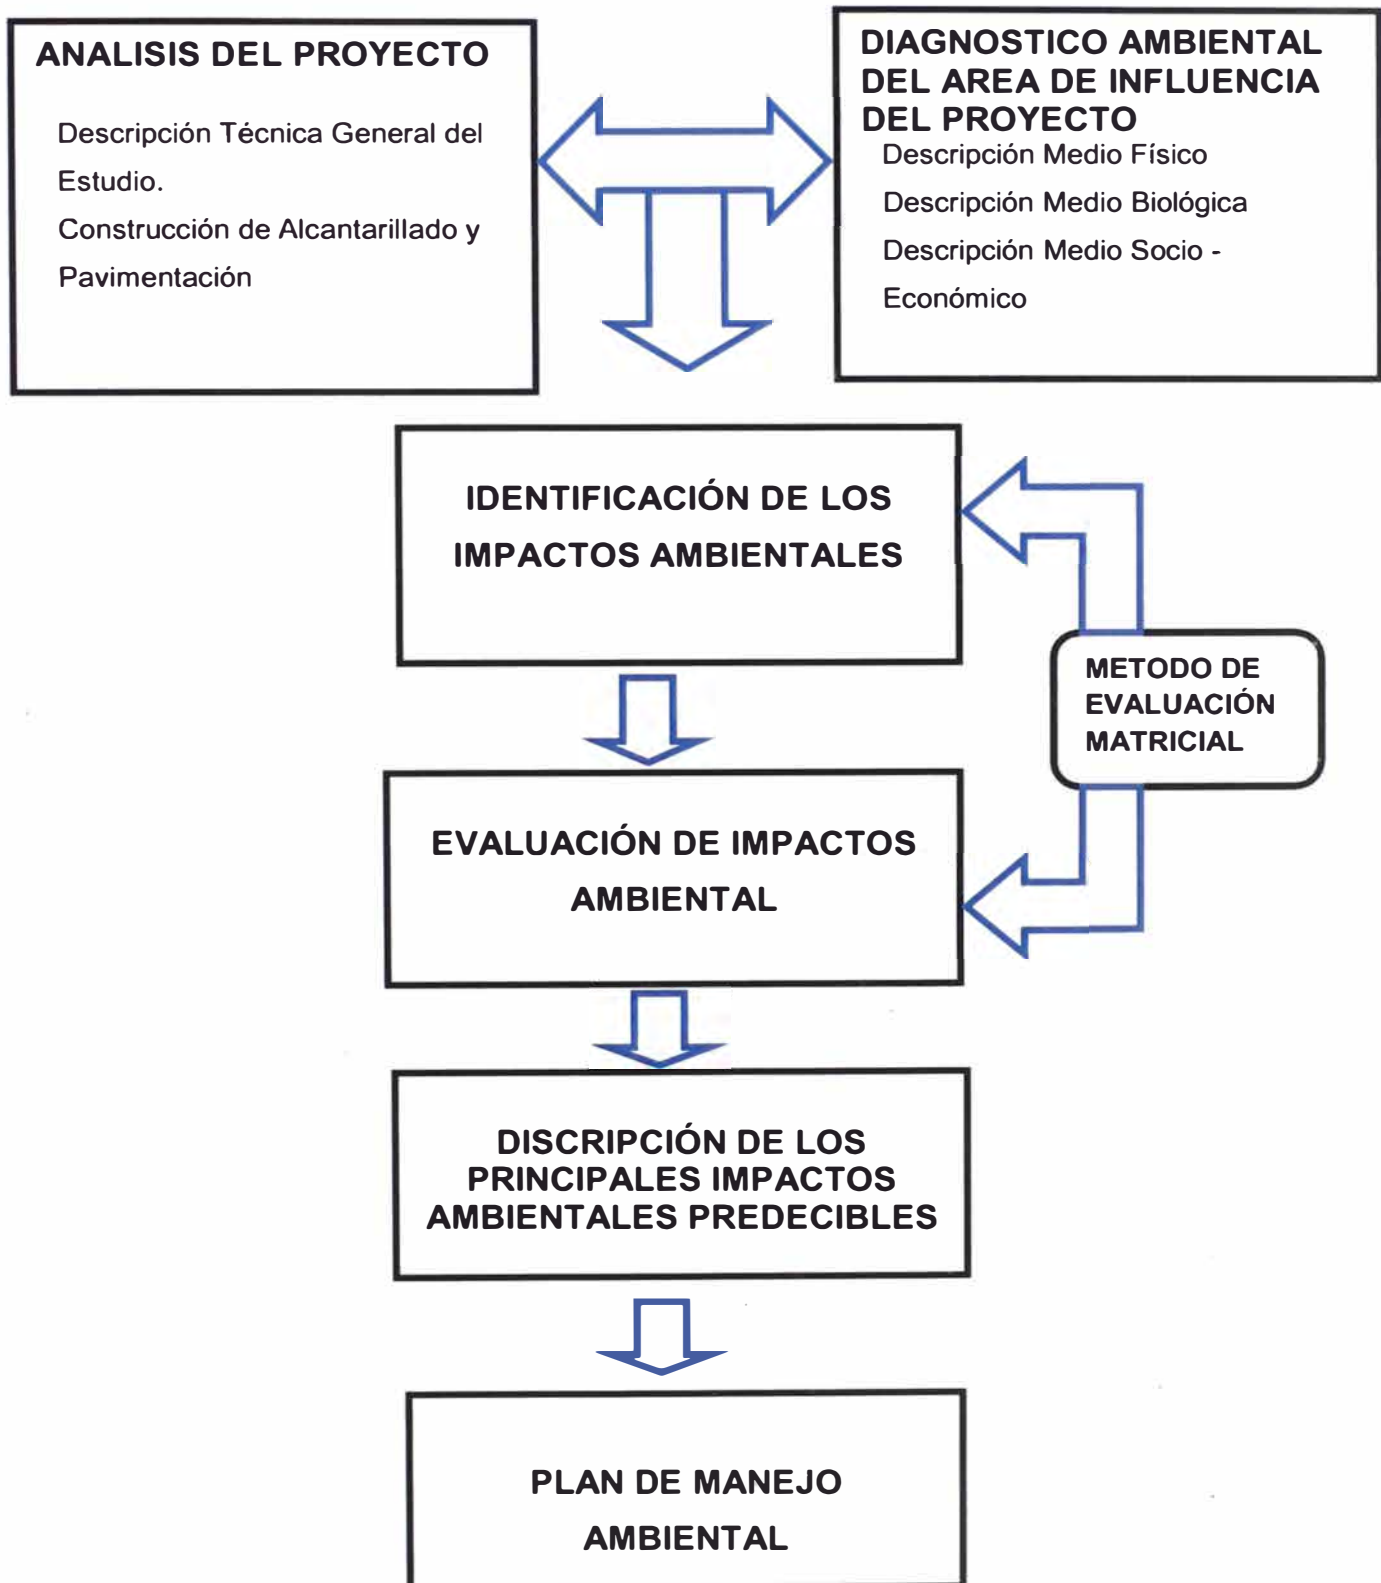 ANALISIS DEL PROYECTO
Descripción Técnica General del
Estudio.
Construcción de Alcantarillado y
Pavimentación
DIAGNOSTICO AMBIENTAL
DEL AREA DE INFLUENCIA
DEL PROYECTO
Descripción Medio Físico
Descripción Medio Biológica
Descripción Medio Socio -
Económico
IDENTIFICACIÓN DE LOS
IMPACTOS AMBIENTALES
METODO DE
EVALUACIÓN
MATRICIAL
EVALUACIÓN DE IMPACTOS
AMBIENTAL
DISCRIPCIÓN DE LOS
PRINCIPALES IMPACTOS
AMBIENTALES PREDECIBLES
PLAN DE MANEJO
AMBIENTAL